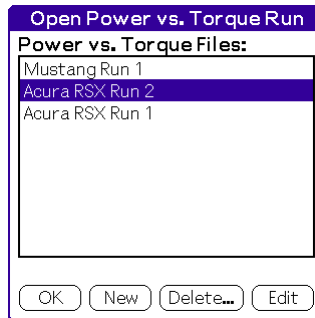 Open Power vs. Torque Run
Power vs. Torque Files:
Mustang Run 1
Acura RSX Run 2
Acura RSX Run 1
OK New Delete... Edit